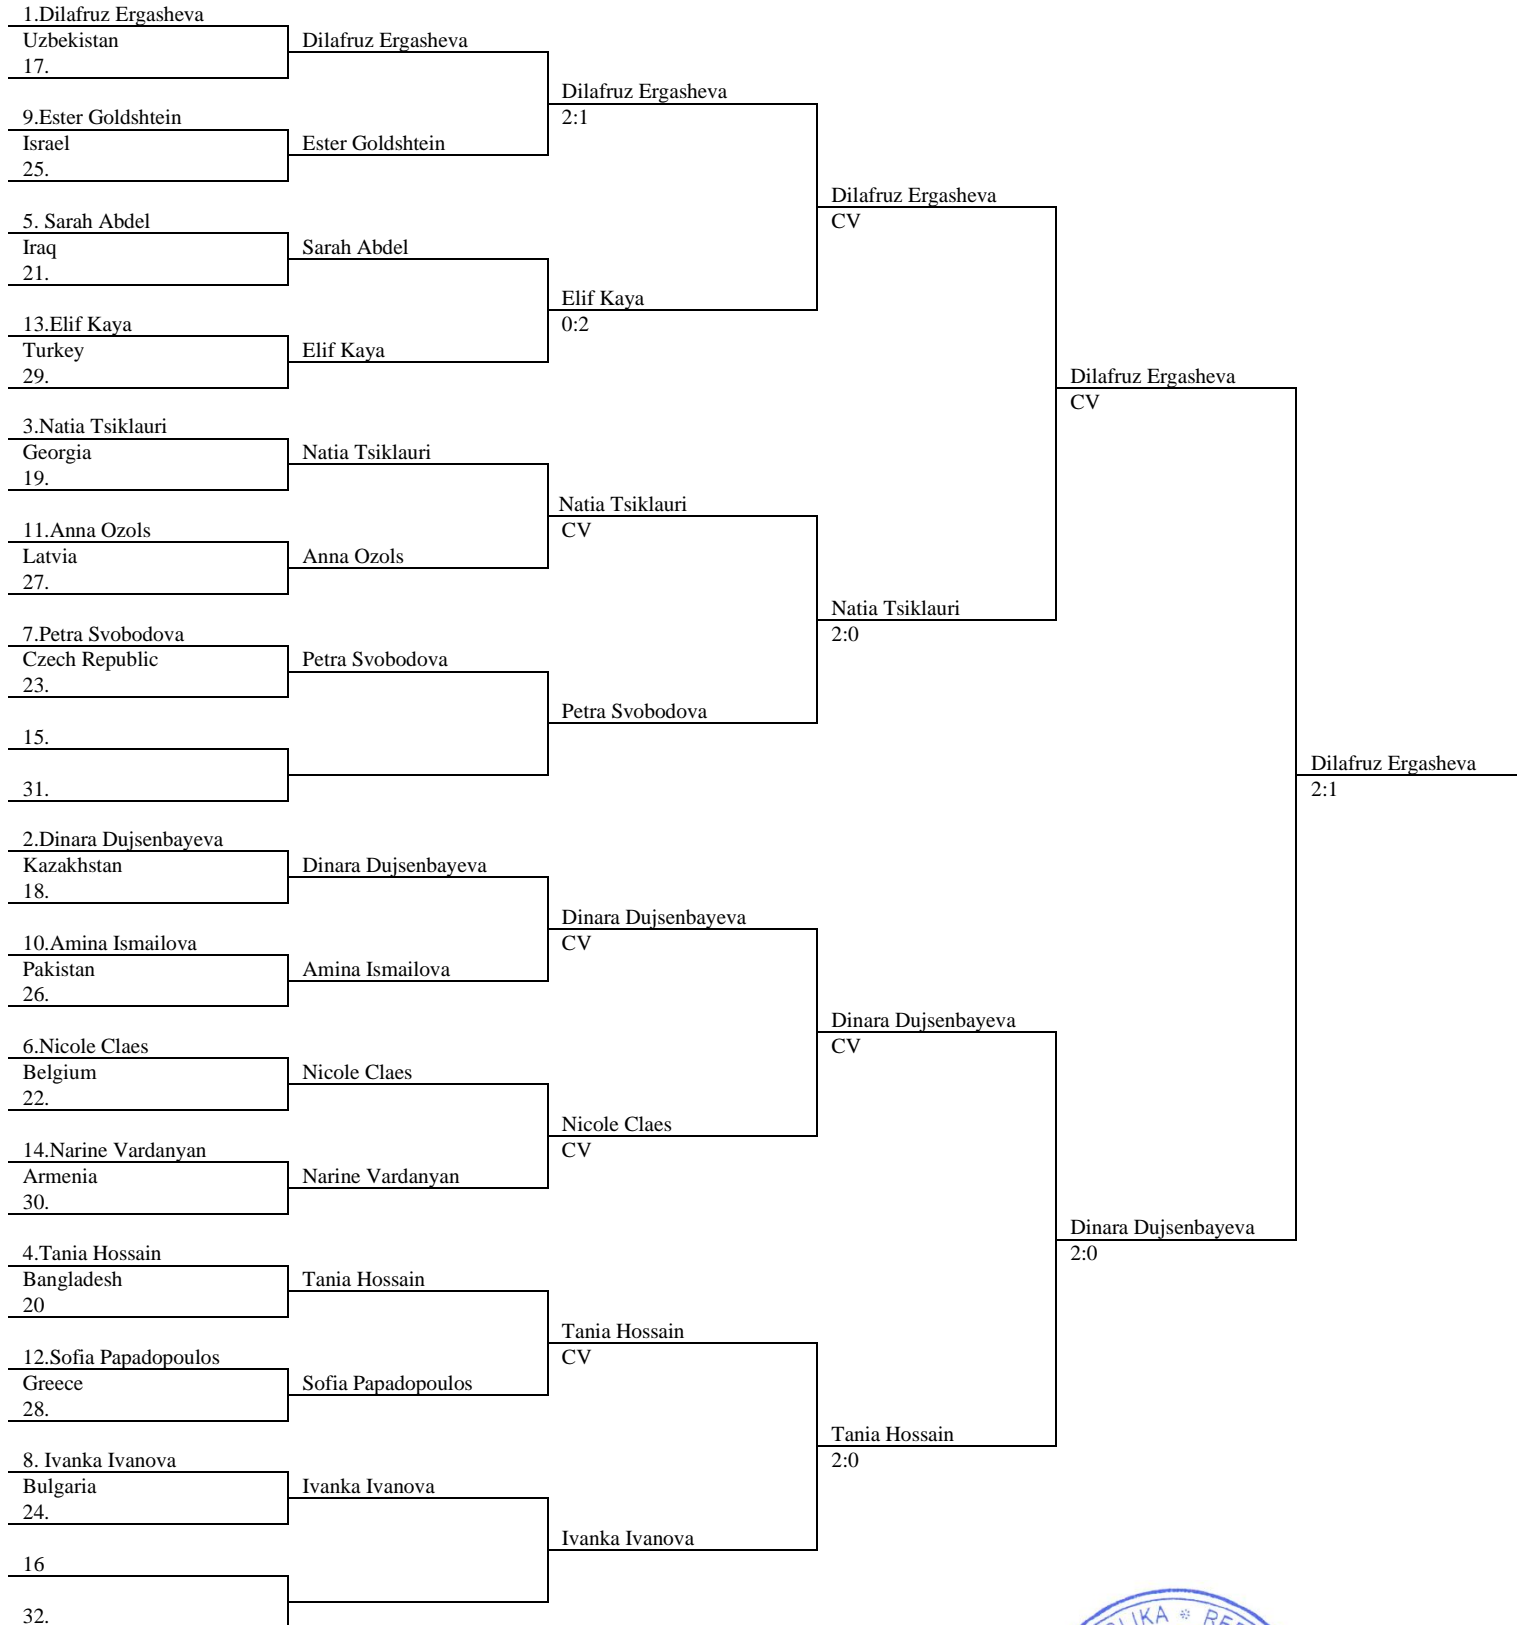 1.Dilafruz Ergasheva
Uzbekistan
17.
Dilafruz Ergasheva
Dilafruz Ergasheva
2:1
9.Ester Goldshtein
Israel
25.
Ester Goldshtein
Dilafruz Ergasheva
CV
5. Sarah Abdel
Iraq
21.
Sarah Abdel
Elif Kaya
0:2
13.Elif Kaya
Turkey
29.
Elif Kaya
Dilafruz Ergasheva
CV
3.Natia Tsiklauri
Georgia
19.
Natia Tsiklauri
Natia Tsiklauri
CV
11.Anna Ozols
Latvia
27.
Anna Ozols
Natia Tsiklauri
2:0
7.Petra Svobodova
Czech Republic
23.
Petra Svobodova
Petra Svobodova
15.
31.
Dilafruz Ergasheva
2:1
2.Dinara Dujsenbayeva
Kazakhstan
18.
Dinara Dujsenbayeva
Dinara Dujsenbayeva
CV
10.Amina Ismailova
Pakistan
26.
Amina Ismailova
Dinara Dujsenbayeva
CV
6.Nicole Claes
Belgium
22.
Nicole Claes
Nicole Claes
CV
14.Narine Vardanyan
Armenia
30.
Narine Vardanyan
Dinara Dujsenbayeva
2:0
4.Tania Hossain
Bangladesh
20
Tania Hossain
Tania Hossain
CV
12.Sofia Papadopoulos
Greece
28.
Sofia Papadopoulos
Tania Hossain
2:0
8. Ivanka Ivanova
Bulgaria
24.
Ivanka Ivanova
Ivanka Ivanova
16
32.